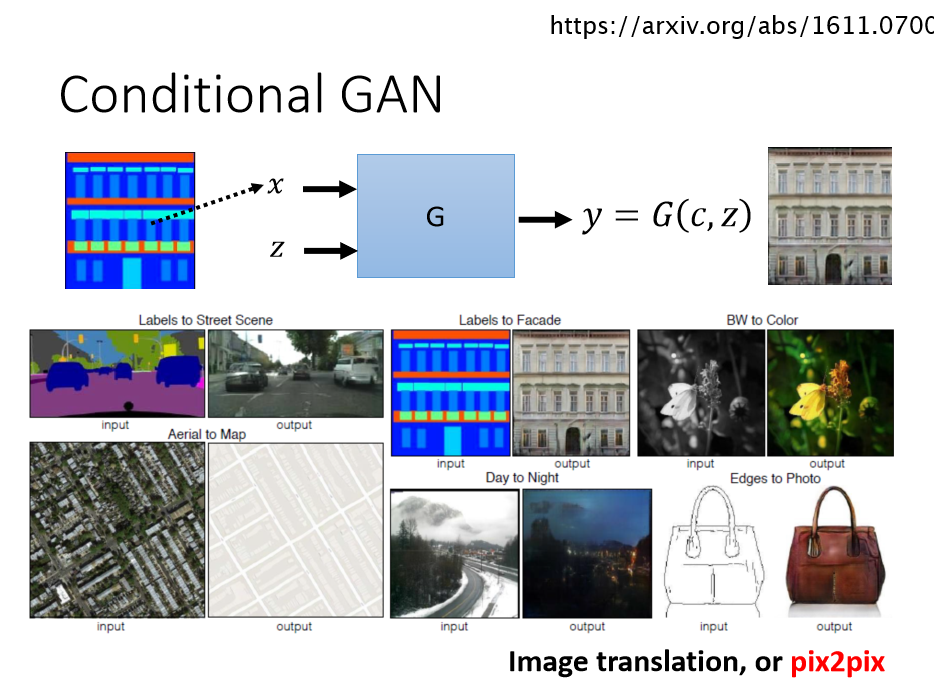 https://arxiv.org/abs/1611.0700
Conditional GAN
x
z
G
y = G(c, z)
Labels to Street Scene
input
output
Labels to Facade
input
output
BW to Color
input
output
Aerial to Map
input
output
Day to Night
input
output
Edges to Photo
input
output
Image translation, or pix2pix